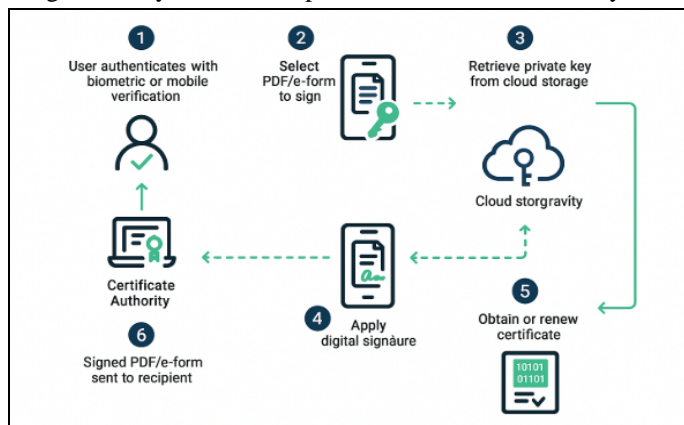 1
User authenticates with
biometric or mobile
verification
2
Select
PDF/e-form
to sign
3
Retrieve private key
from cloud storage
Cloud storgravity
Certificate
Authority
4
Apply
digital signàure
5
Obtain or renew
certificate
10101
01101
6
Signed PDF/e-form
sent to recipient